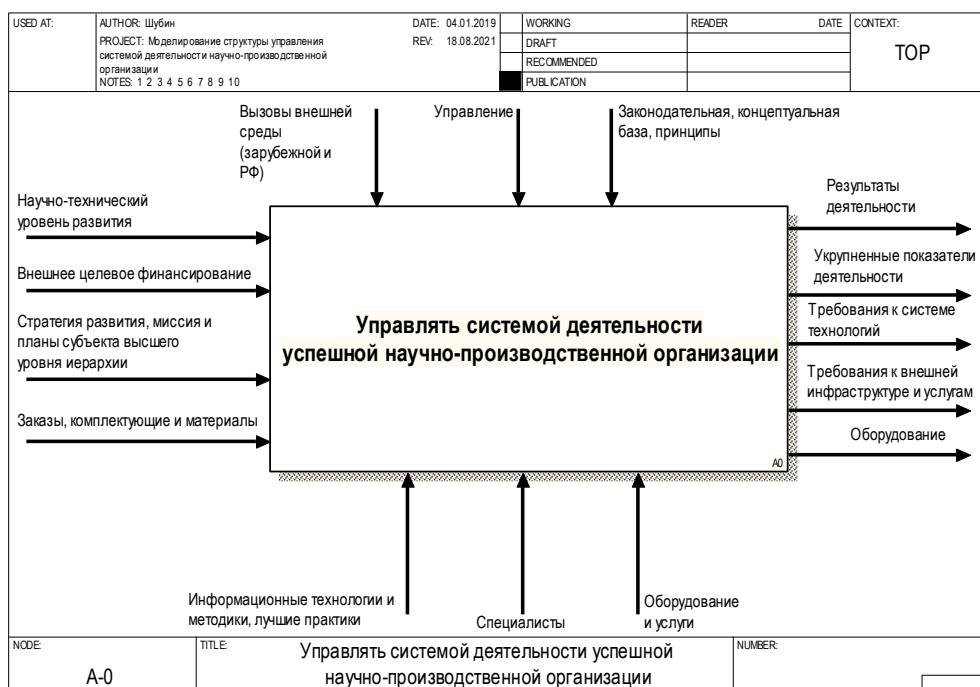 USED AT:
AUTHOR: Шубин
DATE: 04.01.2019
REV: 18.08.2021
PROJECT: Моделирование структуры управления
системой деятельности научно-производственной
организации
NOTES: 1 2 3 4 5 6 7 8 9 10
WORKING
DRAFT
RECOMMENDED
PUBLICATION
READER
DATE
CONTEXT:
TOP
Вызовы внешней
среды
(зарубежной и
РФ)
Управление
Законодательная, концептуальная
база, принципы
Научно-технический
уровень развития
Внешнее целевое финансирование
Стратегия развития, миссия и
планы субъекта высшего
уровня иерархии
Заказы, комплектующие и материалы
Управлять системой деятельности
успешной научно-производственной организации
A0
Результаты
деятельности
Укрупненные показатели
деятельности
Требования к системе
технологий
Требования к внешней
инфраструктуре и услугам
Оборудование
Информационные технологии и
методики, лучшие практики
Специалисты
Оборудование
и услуги
NODE:
A-0
TITLE:
Управлять системой деятельности успешной
научно-производственной организации
NUMBER: